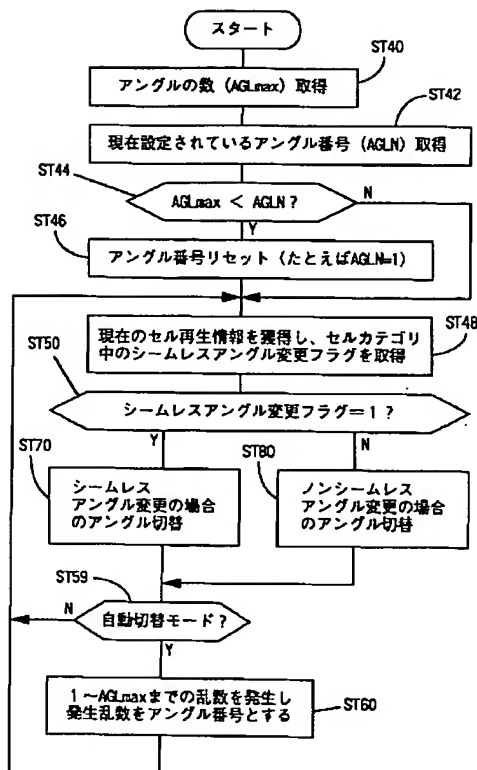 スタート
ST40
アングルの数 (AGLmax) 取得
ST42
現在設定されているアングル番号 (AGLN) 取得
ST44
AGLmax < AGLN ?
N
Y
ST46
アングル番号リセット (たとえばAGLN=1)
ST48
現在のセル再生情報を獲得し、セルカテゴリ
中のシームレスアングル変更フラグを取得
ST50
シームレスアングル変更フラグ=1 ?
Y
N
ST70
シームレス
アングル変更の場合
のアングル切替
ST80
ノンシームレス
アングル変更の場合
のアングル切替
ST59
N
自動切替モード?
Y
1~AGLmaxまでの乱数を発生し
発生乱数をアングル番号とする
ST60